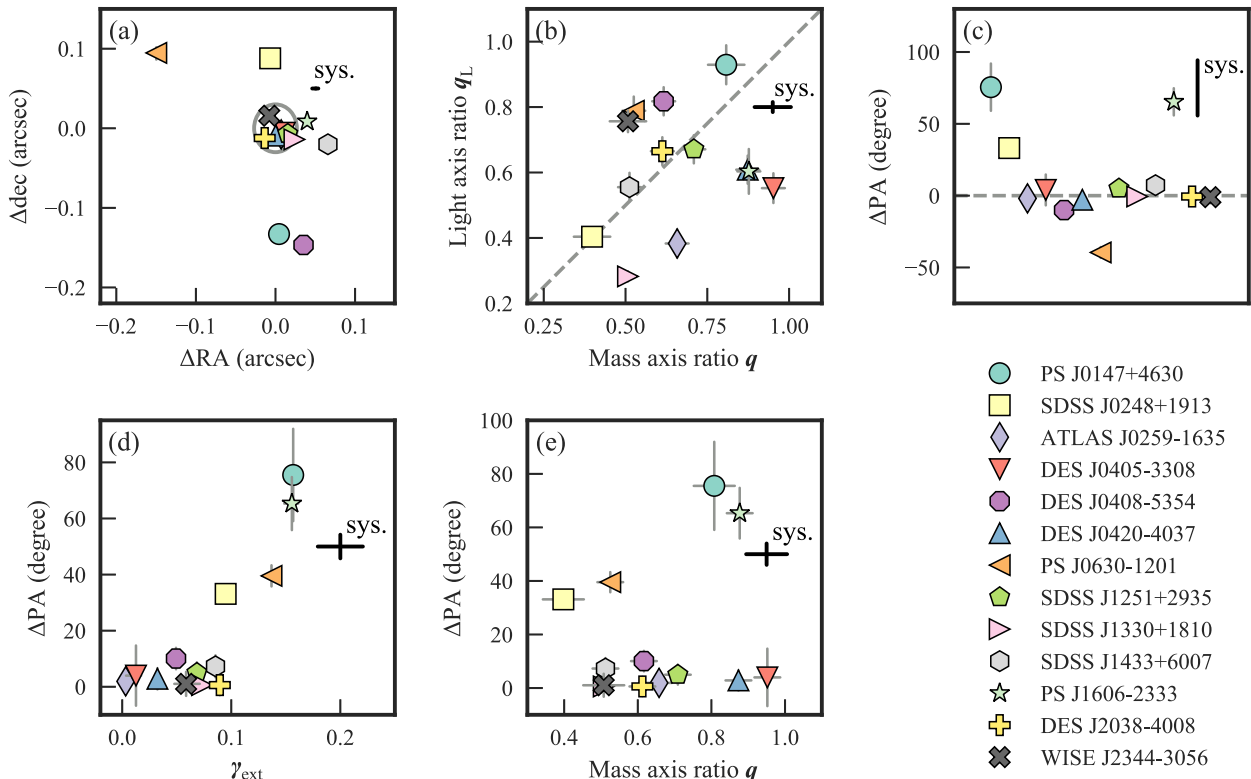 (a)
0.1
0.0
−0.1
−0.2
Δdec (arcsec)
sys.
−0.2
−0.1
0.0
0.1
ΔRA (arcsec)
(b)
1.0
0.8
0.6
0.4
0.2
Light axis ratio qL
sys.
0.25
0.50
0.75
1.00
Mass axis ratio q
(c)
100
50
0
−50
ΔPA (degree)
sys.
(d)
80
60
40
20
0
ΔPA (degree)
sys.
0.0
0.1
0.2
γext
(e)
100
80
60
40
20
0
ΔPA (degree)
sys.
0.4
0.6
0.8
1.0
Mass axis ratio q
PS J0147+4630
SDSS J0248+1913
ATLAS J0259-1635
DES J0405-3308
DES J0408-5354
DES J0420-4037
PS J0630-1201
SDSS J1251+2935
SDSS J1330+1810
SDSS J1433+6007
PS J1606-2333
DES J2038-4008
WISE J2344-3056